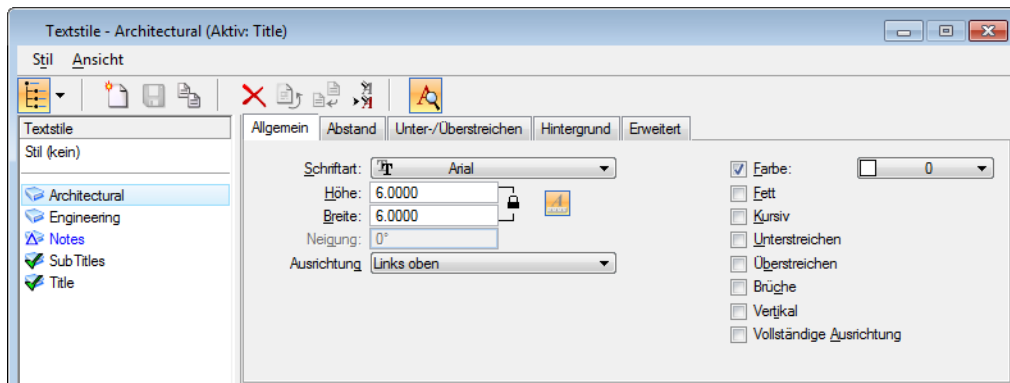 Textstile - Architectural (Aktiv: Title)
Stil Ansicht
Textstile
Stil (kein)
Architectural
Engineering
Notes
SubTitles
Title
Allgemein Abstand Unter-/Überstreichen Hintergrund Erweitert
Schriftart: Arial
Höhe: 6.0000
Breite: 6.0000
Neigung: 0°
Ausrichtung Links oben
Farbe: 0
Fett
Kursiv
Unterstreichen
Überstreichen
Brüche
Vertikal
Vollständige Ausrichtung